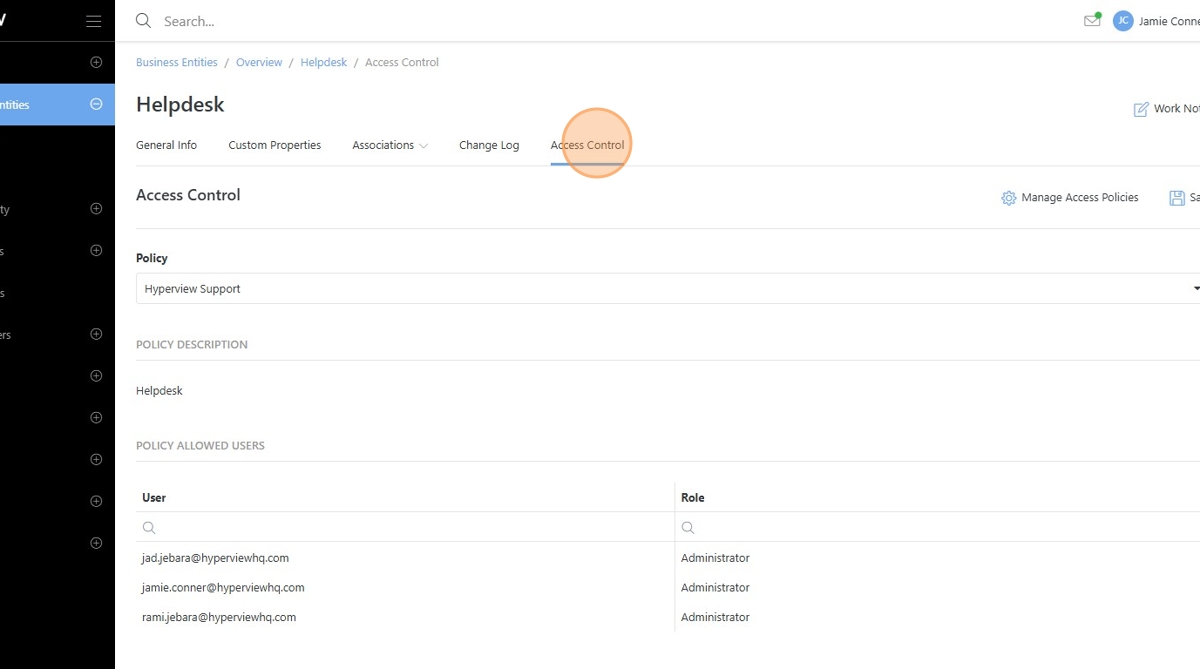 Search...
JC Jamie Conne
Business Entities / Overview / Helpdesk / Access Control
Helpdesk
Work Not
General Info Custom Properties Associations Change Log Access Control
Access Control
Manage Access Policies Sa
Policy
Hyperview Support
POLICY DESCRIPTION
Helpdesk
POLICY ALLOWED USERS
User Role
jad.jebara@hyperviewhq.com Administrator
jamie.conner@hyperviewhq.com Administrator
rami.jebara@hyperviewhq.com Administrator
ntities
ty
s
s
ers